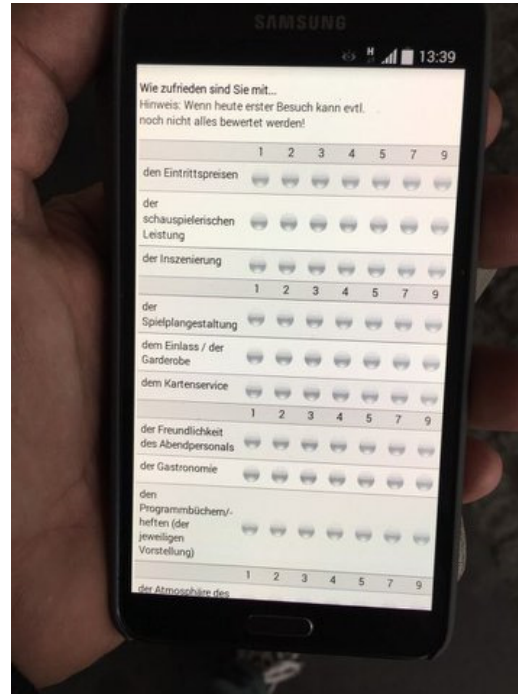 SAMSUNG
H 13:39
Wie zufrieden sind Sie mit...
Hinweis: Wenn heute erster Besuch kann evtl.
noch nicht alles bewertet werden!
1 2 3 4 5 7 9
den Eintrittspreisen
der
schauspielerischen
Leistung
der Inszenierung
1 2 3 4 5 7 9
der
Spielplangestaltung
dem Einlass / der
Garderobe
dem Kartenservice
1 2 3 4 5 7 9
der Freundlichkeit
des Abendpersonals
der Gastronomie
den
Programmbüchern/-
heften (der
jeweiligen
Vorstellung)
1 2 3 4 5 7 9
der Atmosphäre des